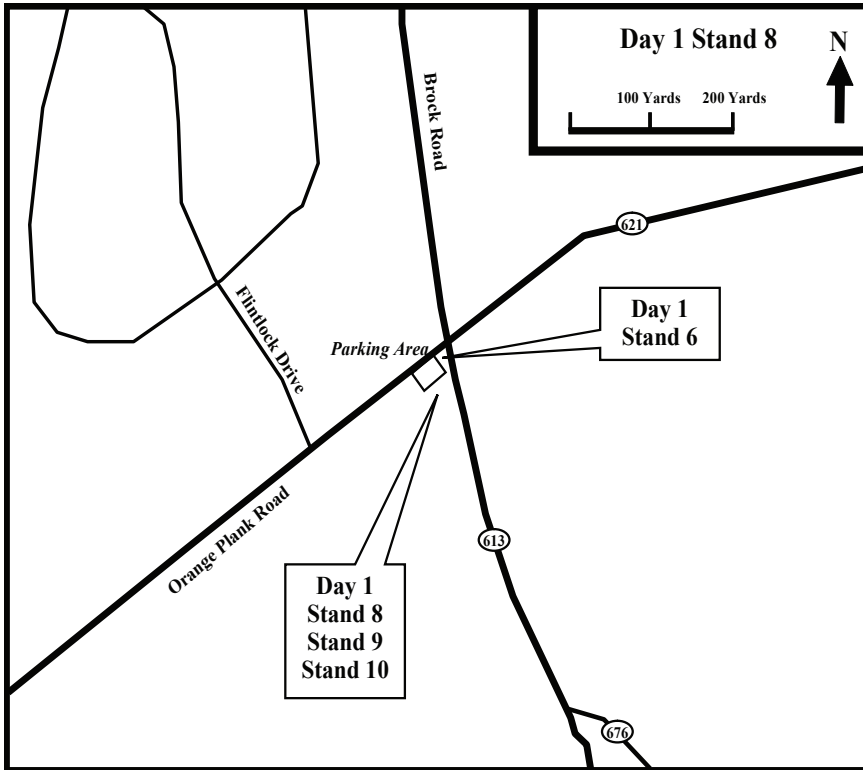 Day 1 Stand 8
N
100 Yards 200 Yards
Brock Road
621
Day 1
Stand 6
Flintlock Drive
Parking Area
Orange Plank Road
613
Day 1
Stand 8
Stand 9
Stand 10
676